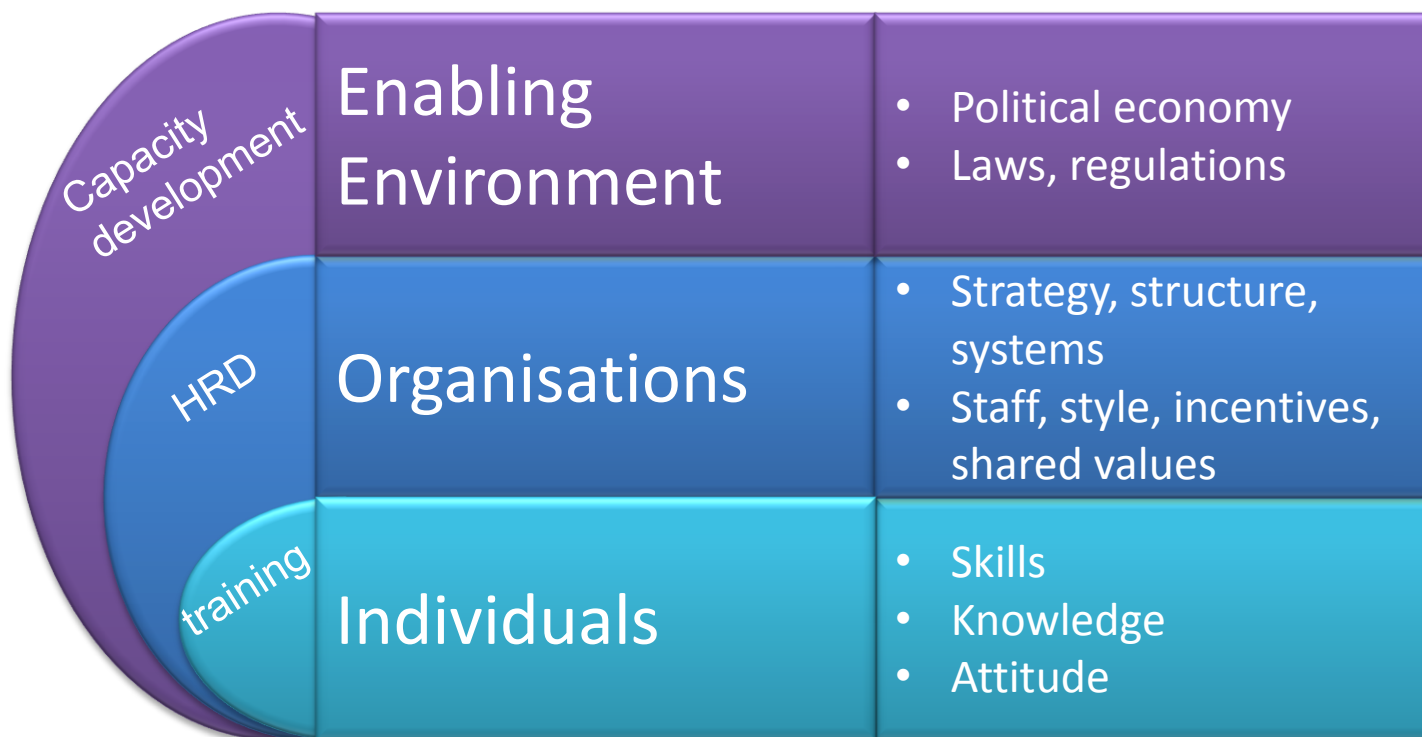 Capacity
development
Enabling
Environment
• Political economy
• Laws, regulations
HRD
Organisations
• Strategy, structure,
systems
• Staff, style, incentives,
shared values
training
Individuals
• Skills
• Knowledge
• Attitude